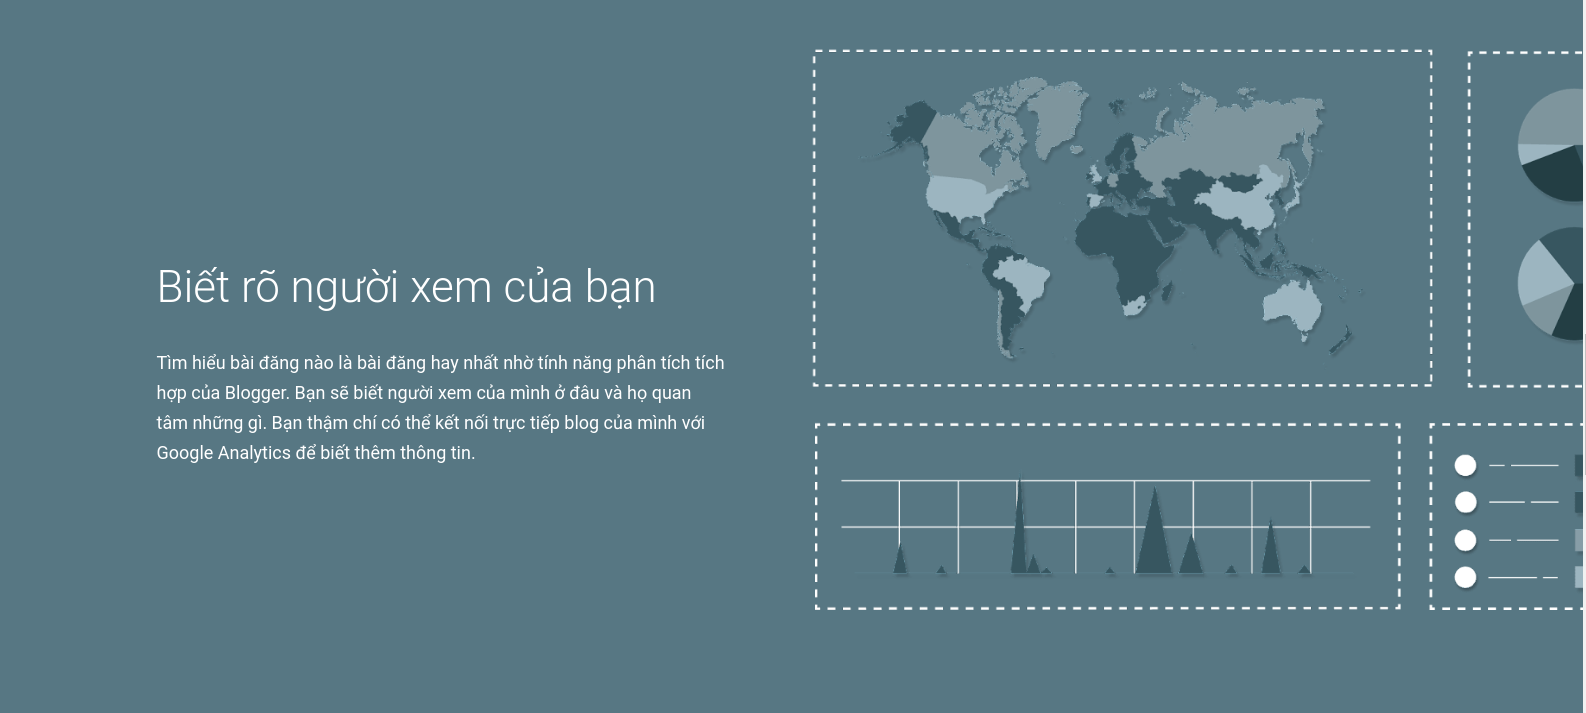 Biết rõ người xem của bạn
Tìm hiểu bài đăng nào là bài đăng hay nhất nhờ tính năng phân tích tích
hợp của Blogger. Bạn sẽ biết người xem của mình ở đâu và họ quan
tâm những gì. Bạn thậm chí có thể kết nối trực tiếp blog của mình với
Google Analytics để biết thêm thông tin.